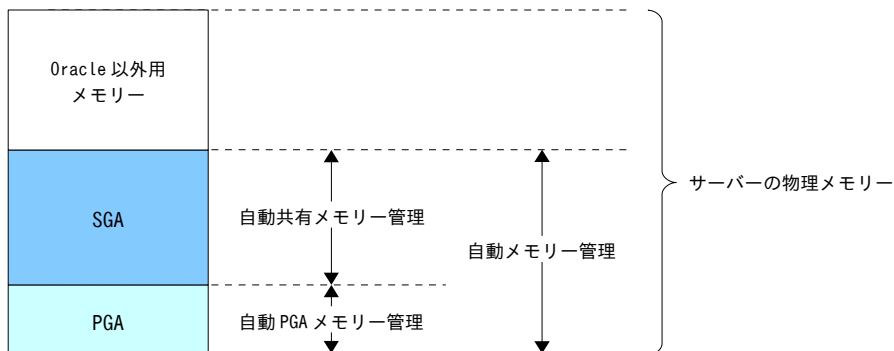 Oracle 以外用
メモリー
サーバーの物理メモリー
SGA
自動共有メモリー管理
自動メモリー管理
PGA
自動 PGA メモリー管理